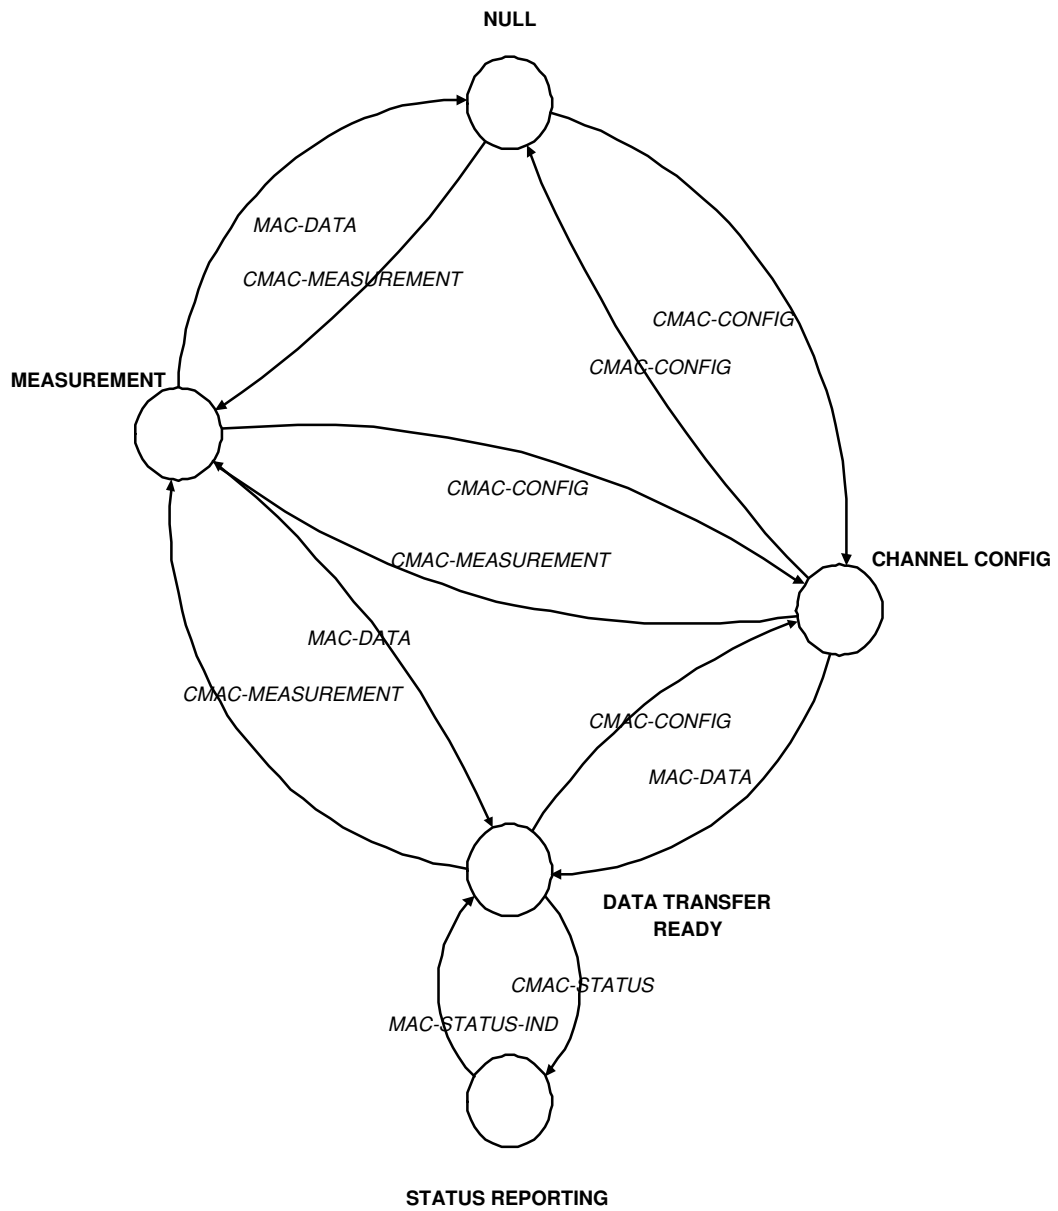 NULL
MAC-DATA
CMAC-MEASUREMENT
CMAC-CONFIG
CMAC-CONFIG
MEASUREMENT
CMAC-CONFIG
CMAC-MEASUREMENT
CHANNEL CONFIG
MAC-DATA
CMAC-MEASUREMENT
CMAC-CONFIG
MAC-DATA
DATA TRANSFER
READY
CMAC-STATUS
MAC-STATUS-IND
STATUS REPORTING